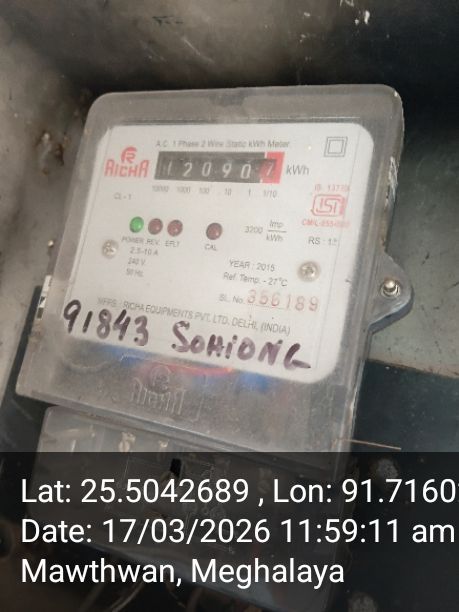 A.C. 1 Phase 2 Wire Static kWh Meter
RICHA
120907 kWh
10000 1000 100 10 1 1/10
CL-1
IS: 13779
ISI
POWER REV. EFLT CAL
3200 Imp/kWh
RS :
2.5-10 A
240 V.
50 Hz.
YEAR : 2015
Ref. Temp. - 27°C
SL. No. 356189
MFRS : RICHA EQUIPMENTS PVT. LTD. DELHI, (INDIA)
91843 SOHIONG
RICHA
Lat: 25.5042689 , Lon: 91.7160
Date: 17/03/2026 11:59:11 am
Mawthwan, Meghalaya